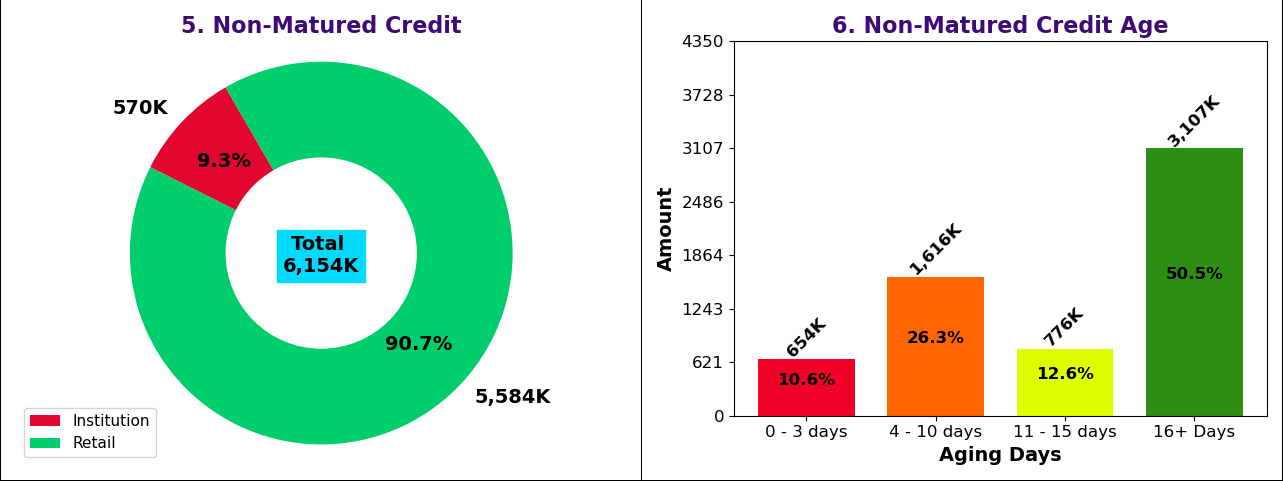 5. Non-Matured Credit
570K
9.3%
Total
6,154K
90.7%
5,584K
Institution
Retail
6. Non-Matured Credit Age
Amount
4350
3728
3107
2486
1864
1243
621
0
654K
10.6%
1,616K
26.3%
776K
12.6%
3,107K
50.5%
0 - 3 days
4 - 10 days
11 - 15 days
16+ Days
Aging Days